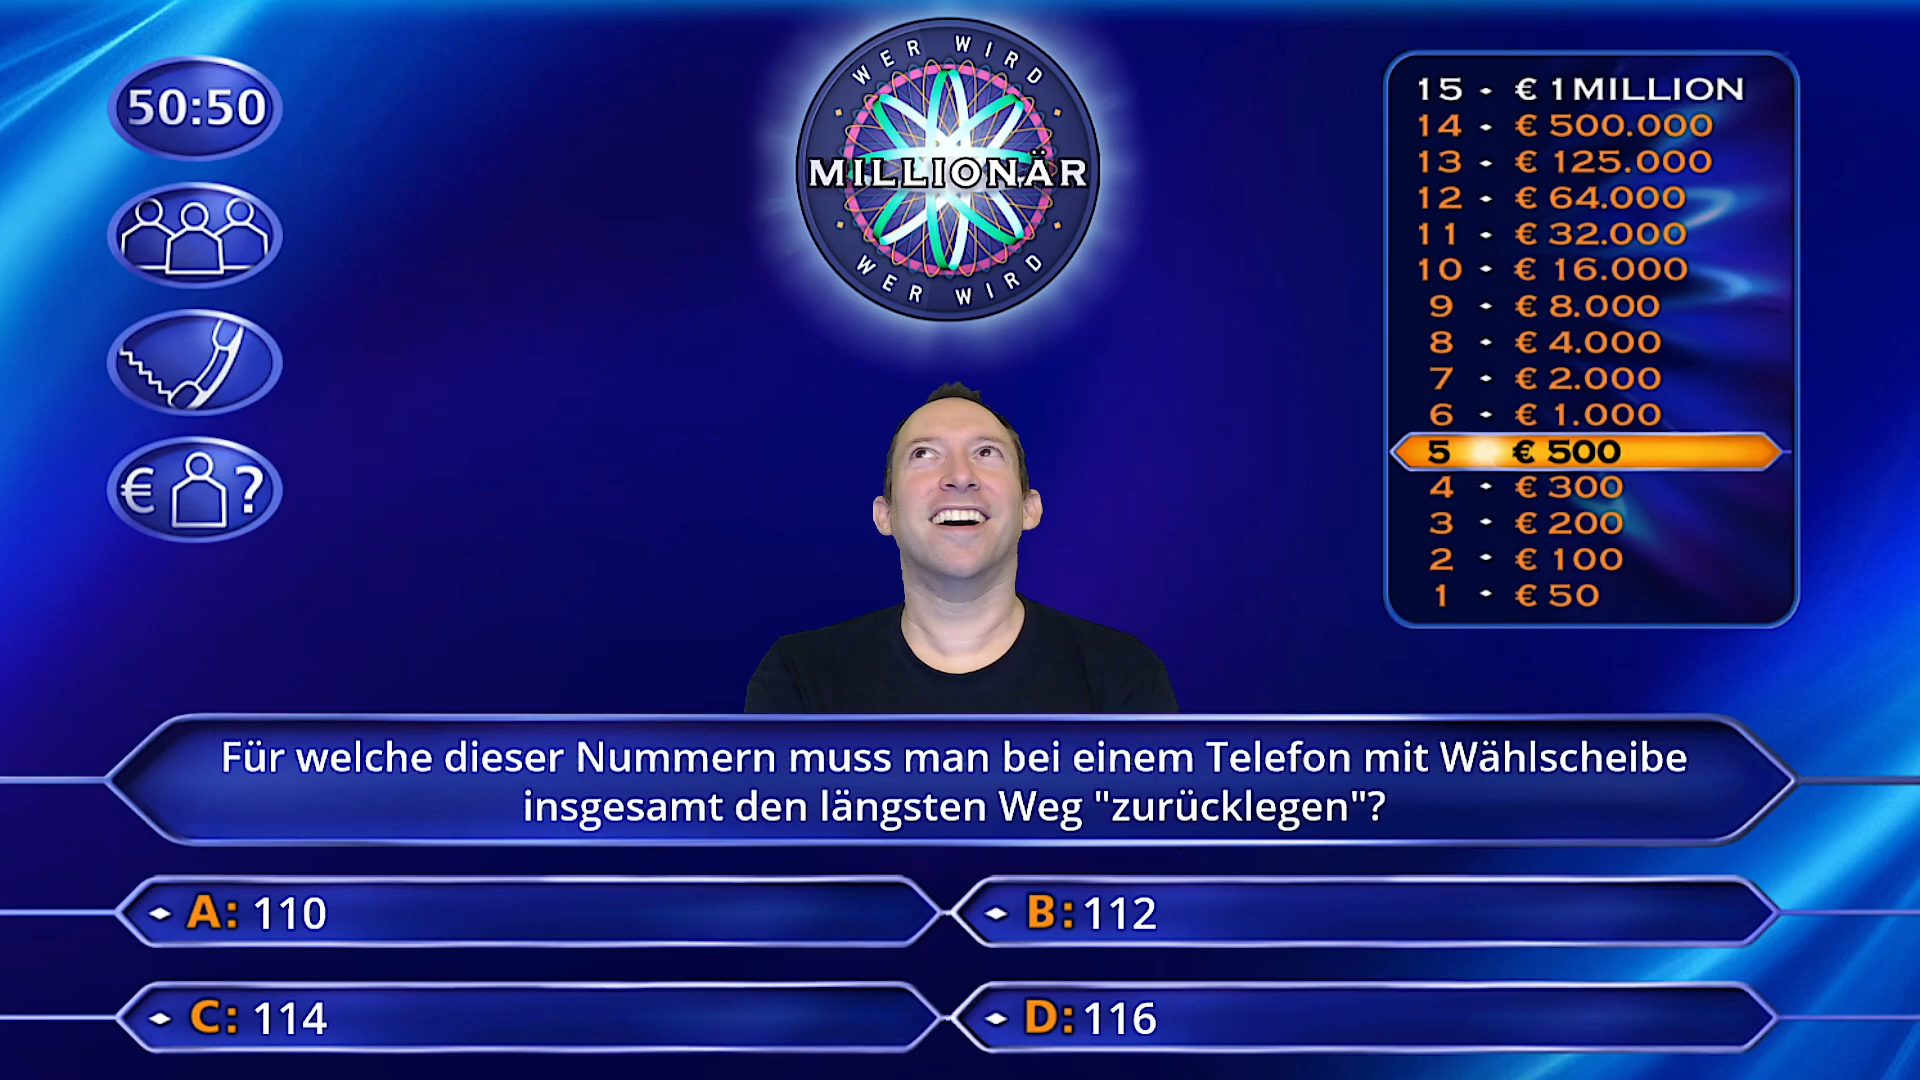 WER WIRD
MILLIONÄR
WER WIRD
50:50
€ ?
15 ⬩ € 1 MILLION
14 ⬩ € 500.000
13 ⬩ € 125.000
12 ⬩ € 64.000
11 ⬩ € 32.000
10 ⬩ € 16.000
9 ⬩ € 8.000
8 ⬩ € 4.000
7 ⬩ € 2.000
6 ⬩ € 1.000
5 € 500
4 ⬩ € 300
3 ⬩ € 200
2 ⬩ € 100
1 ⬩ € 50
Für welche dieser Nummern muss man bei einem Telefon mit Wählscheibe
insgesamt den längsten Weg "zurücklegen"?
A: 110
B: 112
C: 114
D: 116